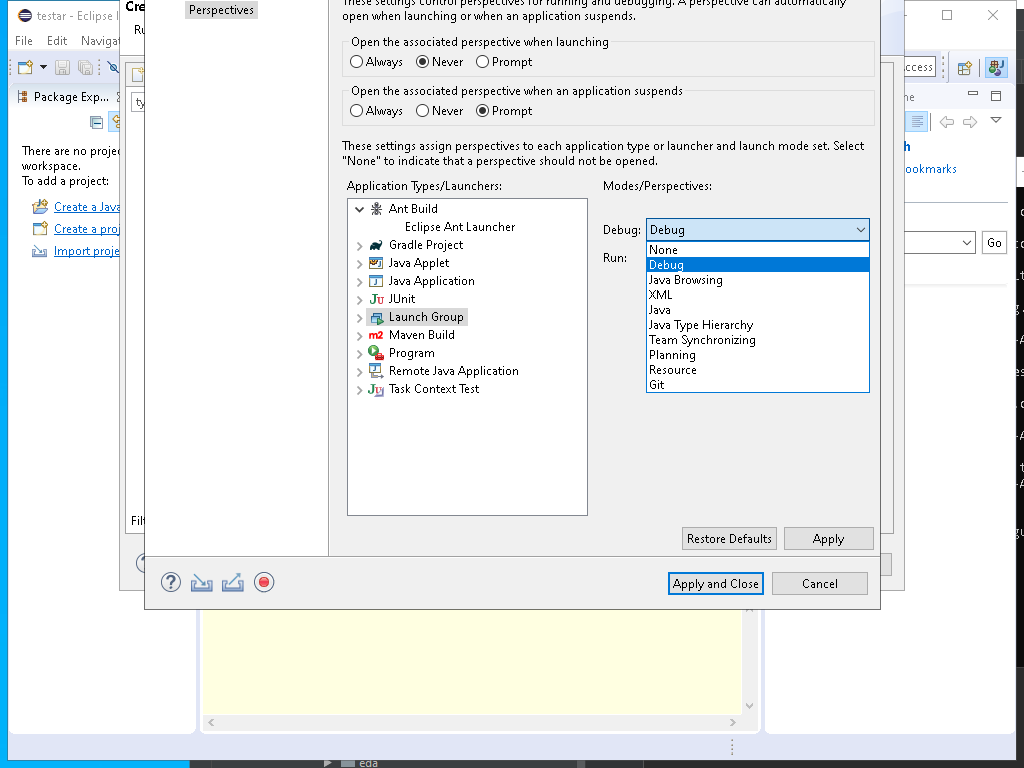 testar - Eclipse I
File Edit Navigat
Package Exp...
There are no proje
workspace.
To add a project:
Create a Java
Create a proj
Import proje
Cre
Ru
ty
Filt
Perspectives
These settings control perspectives for running and debugging. A perspective can automatically
open when launching or when an application suspends.
Open the associated perspective when launching
Always Never Prompt
Open the associated perspective when an application suspends
Always Never Prompt
These settings assign perspectives to each application type or launcher and launch mode set. Select
"None" to indicate that a perspective should not be opened.
Application Types/Launchers:
Ant Build
Eclipse Ant Launcher
Gradle Project
Java Applet
Java Application
JUnit
Launch Group
Maven Build
Program
Remote Java Application
Task Context Test
Modes/Perspectives:
Debug: Debug
Run:
None
Debug
Java Browsing
XML
Java
Java Type Hierarchy
Team Synchronizing
Planning
Resource
Git
Restore Defaults Apply
Apply and Close Cancel
ccess
ne
h
ookmarks
Go
eda